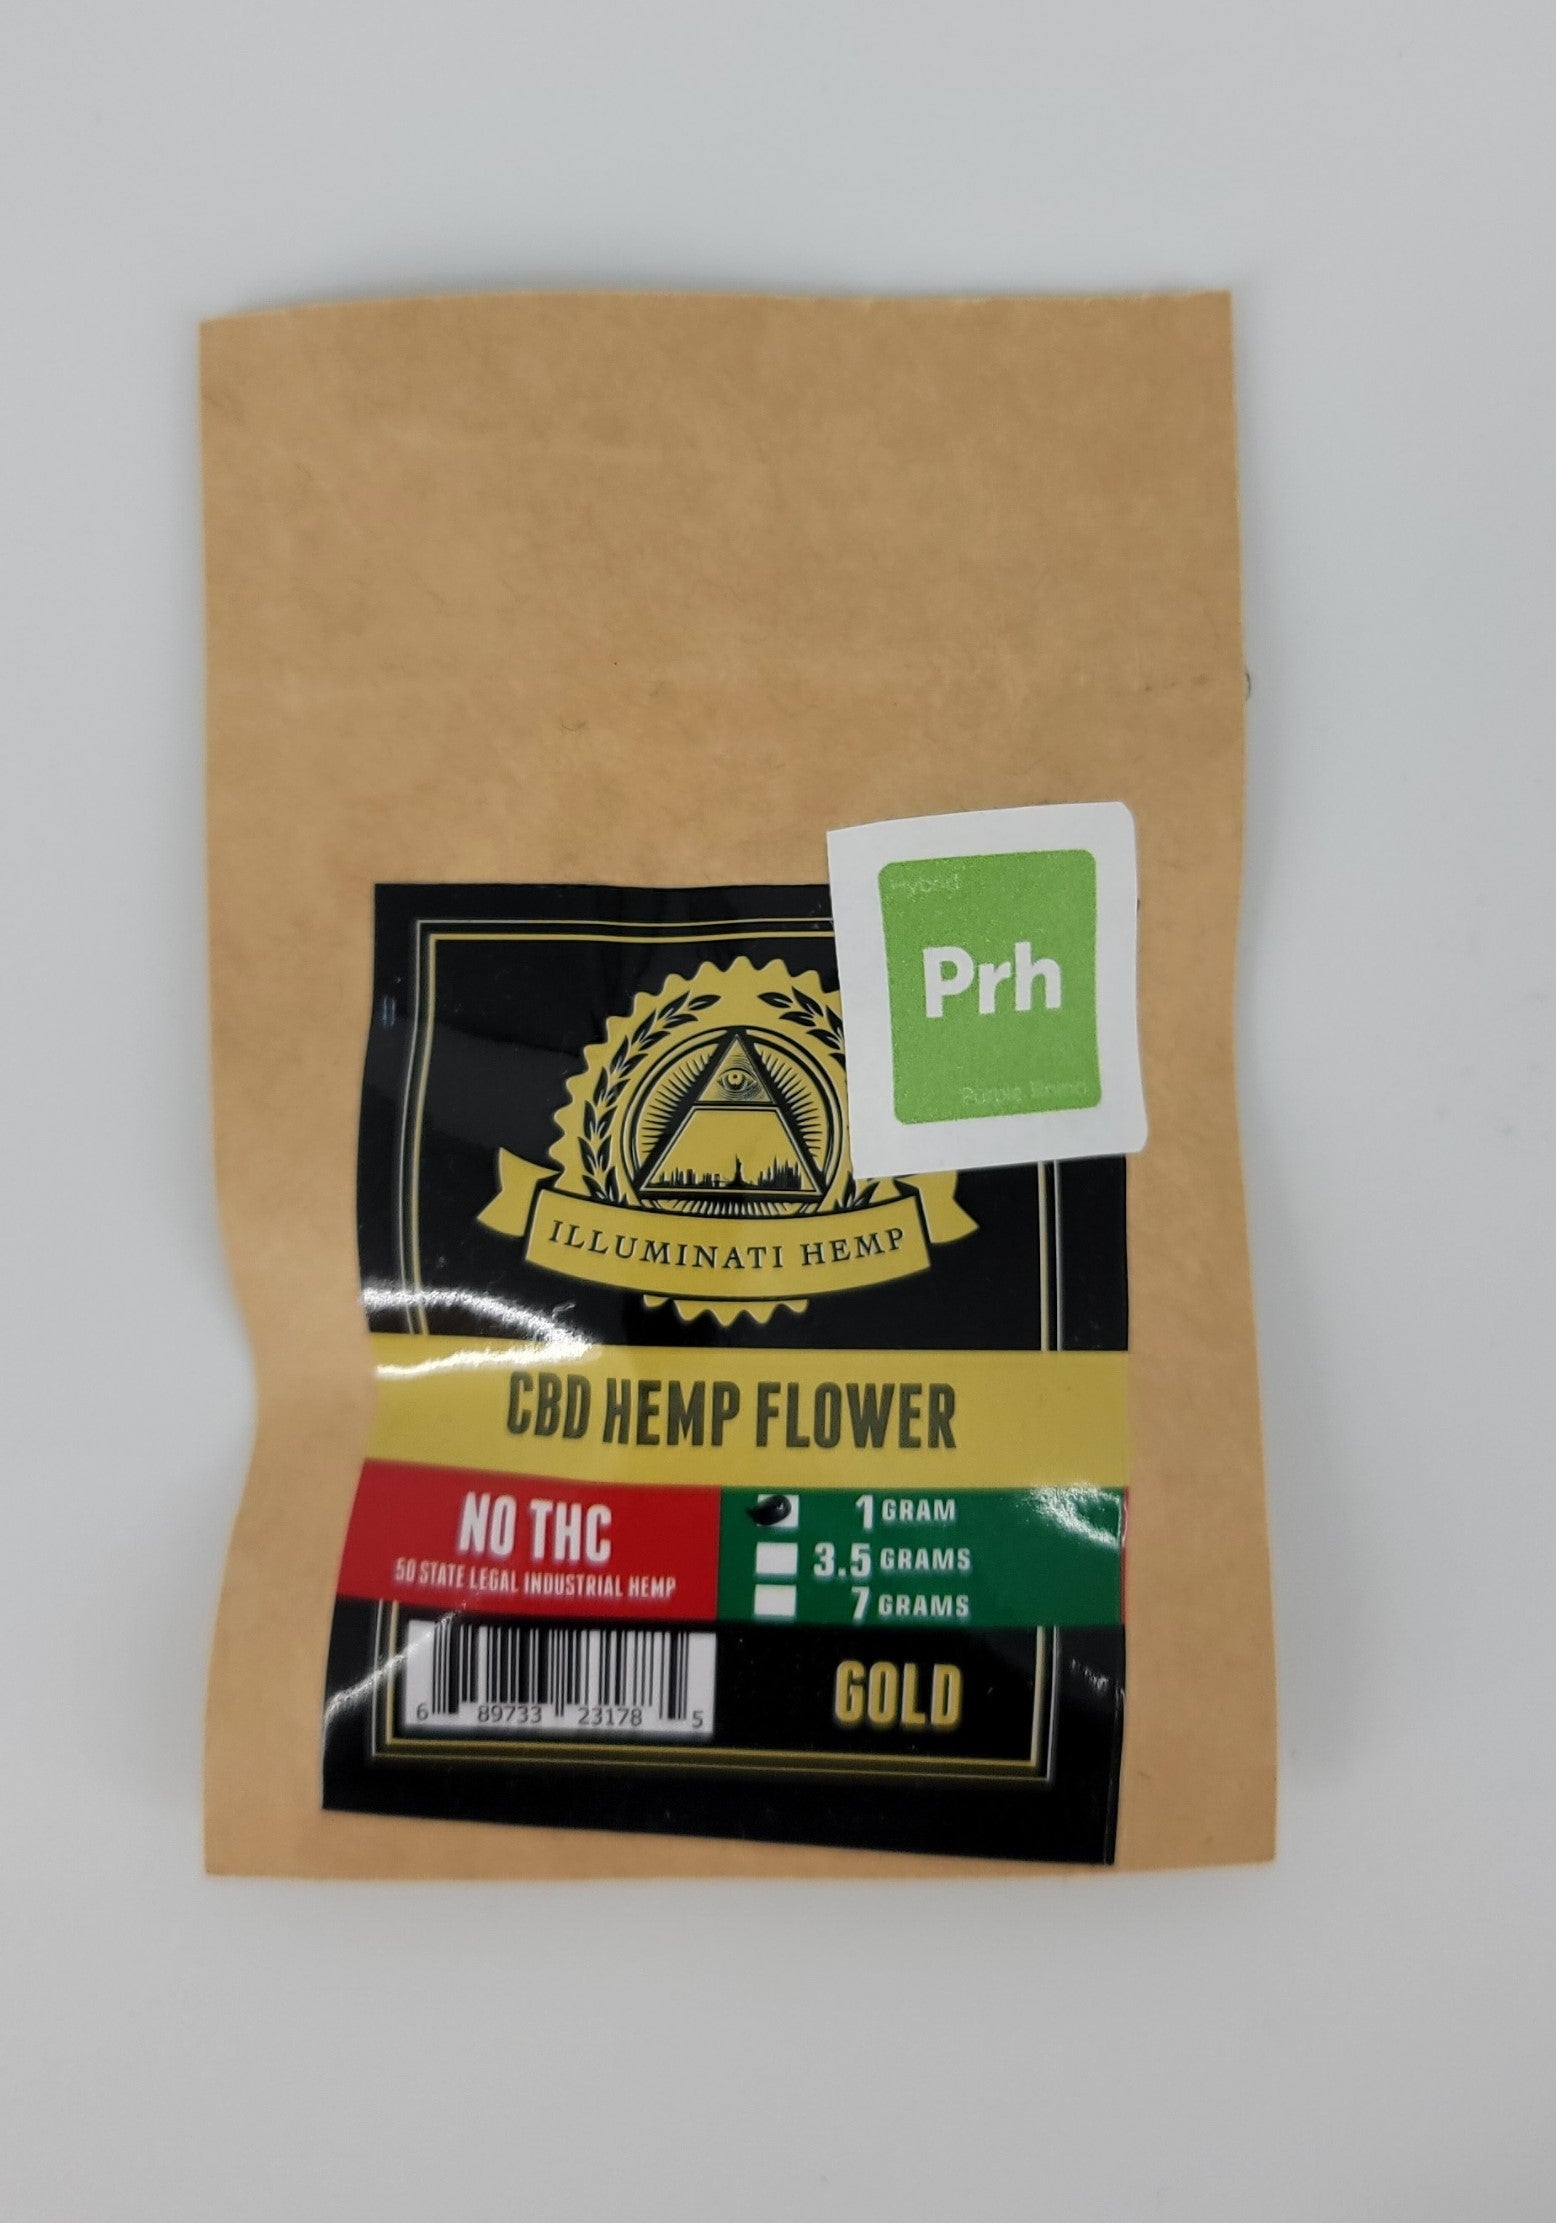 Hybrid
Prh
Purple Rhino
ILLUMINATI HEMP
CBD HEMP FLOWER
NO THC
50 STATE LEGAL INDUSTRIAL HEMP
1 GRAM
3.5 GRAMS
7 GRAMS
6 89733 23178 5
GOLD